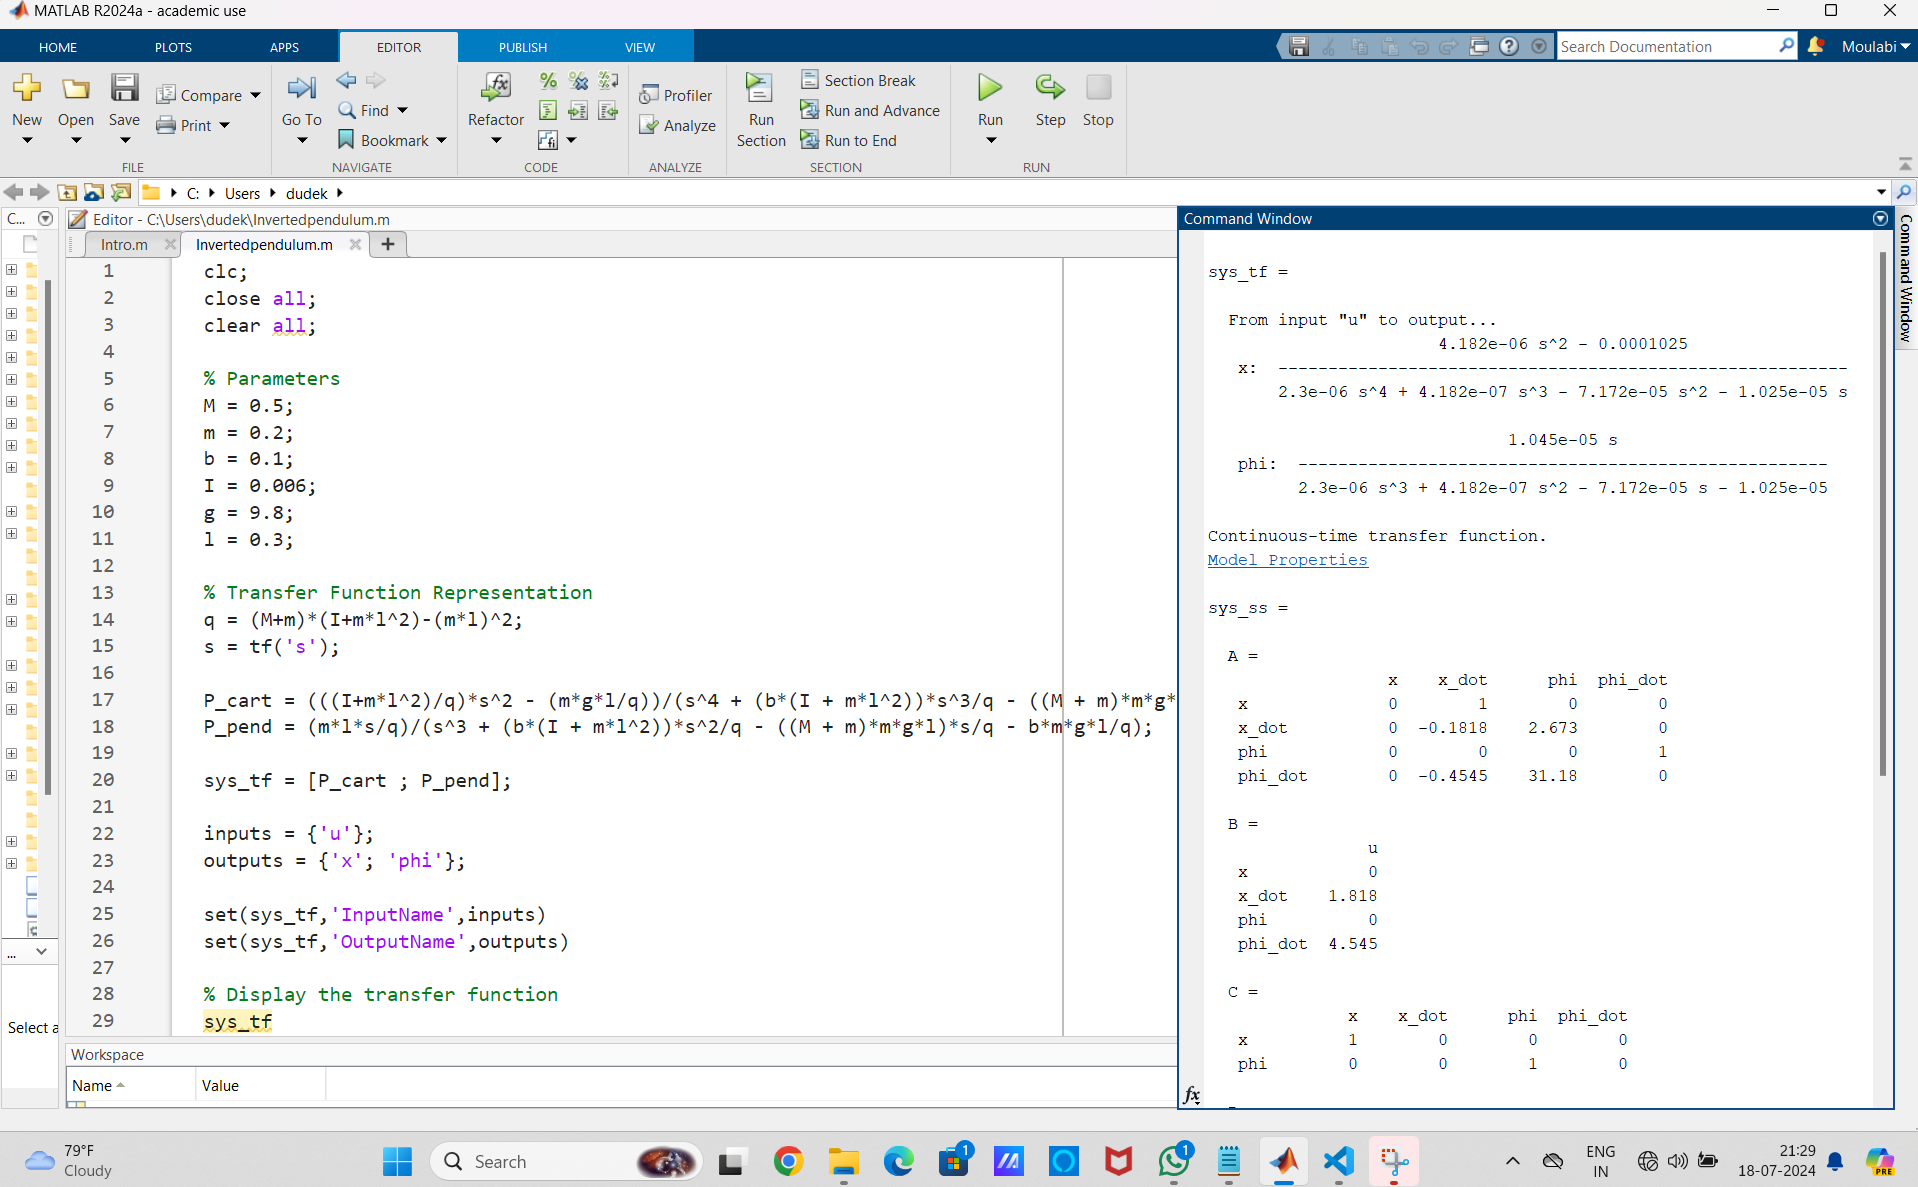 MATLAB R2024a - academic use
HOME PLOTS APPS EDITOR PUBLISH VIEW
Search Documentation
Moulabi
New
Open
Save
Compare
Print
FILE
Go To
Find
Bookmark
NAVIGATE
Refactor
CODE
Profiler
Analyze
ANALYZE
Run
Section
Section Break
Run and Advance
Run to End
SECTION
Run
Step
Stop
RUN
C: Users dudek
C...
Editor - C:\Users\dudek\Invertedpendulum.m
Intro.m
Invertedpendulum.m
1 clc;
2 close all;
3 clear all;
4
5 % Parameters
6 M = 0.5;
7 m = 0.2;
8 b = 0.1;
9 I = 0.006;
10 g = 9.8;
11 l = 0.3;
12
13 % Transfer Function Representation
14 q = (M+m)*(I+m*l^2)-(m*l)^2;
15 s = tf('s');
16
17 P_cart = (((I+m*l^2)/q)*s^2 - (m*g*l/q))/(s^4 + (b*(I + m*l^2))*s^3/q - ((M + m)*m*g*
18 P_pend = (m*l*s/q)/(s^3 + (b*(I + m*l^2))*s^2/q - ((M + m)*m*g*l)*s/q - b*m*g*l/q);
19
20 sys_tf = [P_cart ; P_pend];
21
22 inputs = {'u'};
23 outputs = {'x'; 'phi'};
24
25 set(sys_tf,'InputName',inputs)
26 set(sys_tf,'OutputName',outputs)
27
28 % Display the transfer function
29 sys_tf
...
Select a
Workspace
Name Value
Command Window
Command Window
sys_tf =
From input "u" to output...
4.182e-06 s^2 - 0.0001025
x: ---------------------------------------------------------
2.3e-06 s^4 + 4.182e-07 s^3 - 7.172e-05 s^2 - 1.025e-05 s
1.045e-05 s
phi: -----------------------------------------------------
2.3e-06 s^3 + 4.182e-07 s^2 - 7.172e-05 s - 1.025e-05
Continuous-time transfer function.
Model Properties
sys_ss =
A =
x x_dot phi phi_dot
x 0 1 0 0
x_dot 0 -0.1818 2.673 0
phi 0 0 0 1
phi_dot 0 -0.4545 31.18 0
B =
u
x 0
x_dot 1.818
phi 0
phi_dot 4.545
C =
x x_dot phi phi_dot
x 1 0 0 0
phi 0 0 1 0
fx
79°F
Cloudy
Search
1
1
ENG
IN
21:29
18-07-2024
PRE